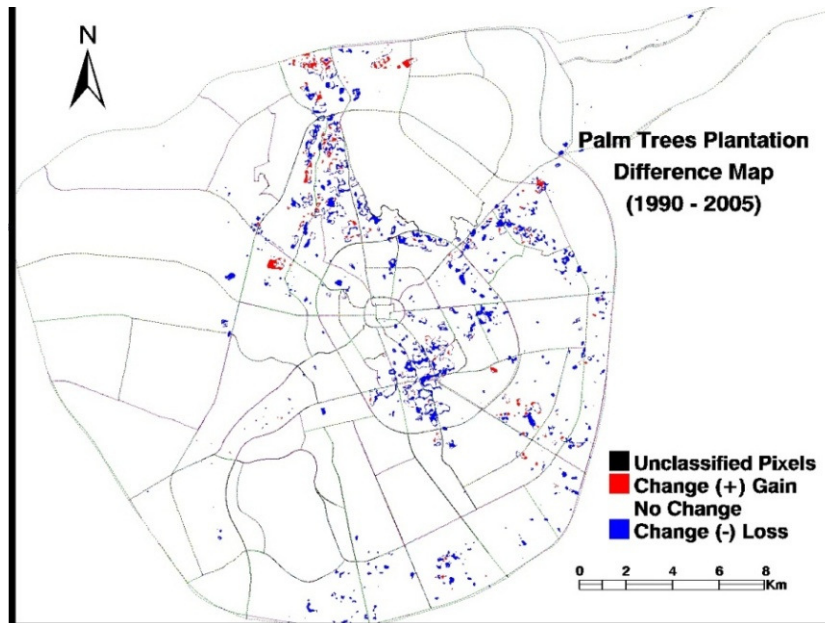 N
Palm Trees Plantation
Difference Map
(1990 - 2005)
Unclassified Pixels
Change (+) Gain
No Change
Change (-) Loss
0 2 4 6 8
Km